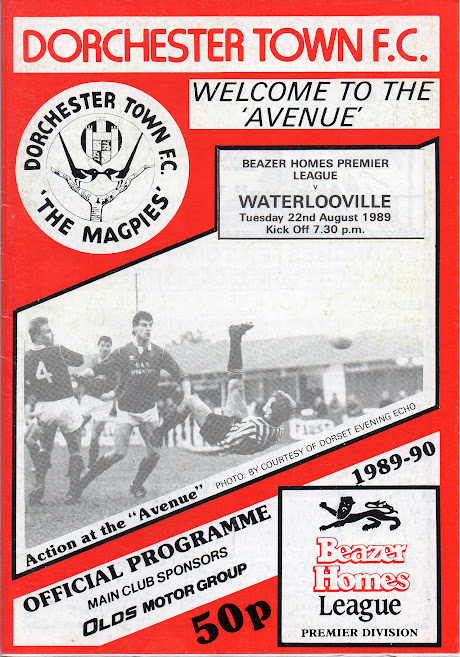 DORCHESTER TOWN F.C.
WELCOME TO THE
'AVENUE'
DORCHESTER TOWN F.C.
'THE MAGPIES'
BEAZER HOMES PREMIER
LEAGUE
v
WATERLOOVILLE
Tuesday 22nd August 1989
Kick Off 7.30 p.m.
4
Action at the "Avenue"
PHOTO: BY COURTESY OF DORSET EVENING ECHO
1989-90
OFFICIAL PROGRAMME
MAIN CLUB SPONSORS
OLDS MOTOR GROUP
50p
Beazer
Homes
League
PREMIER DIVISION